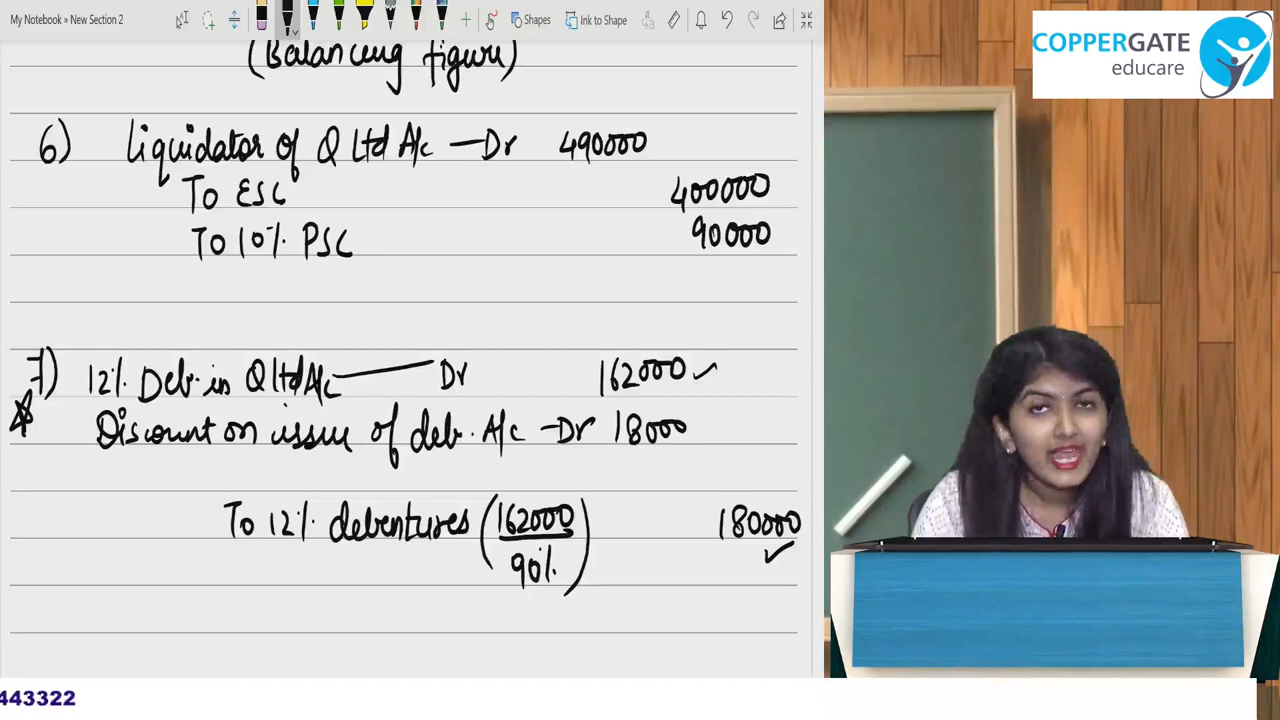 My Notebook » New Section 2
Shapes
Ink to Shape
COPPERGATE
educare
(Balancing figure)
6) Liquidator of Q Ltd A/c — Dr 490000
To ESC 400000
To 10% PSC 90000
7) 12% Deb. in Q Ltd A/c — Dr 162000 ✓
Discount on issue of deb. A/c - Dr 18000
To 12% debentures (162000/90%) 180000 ✓
443322